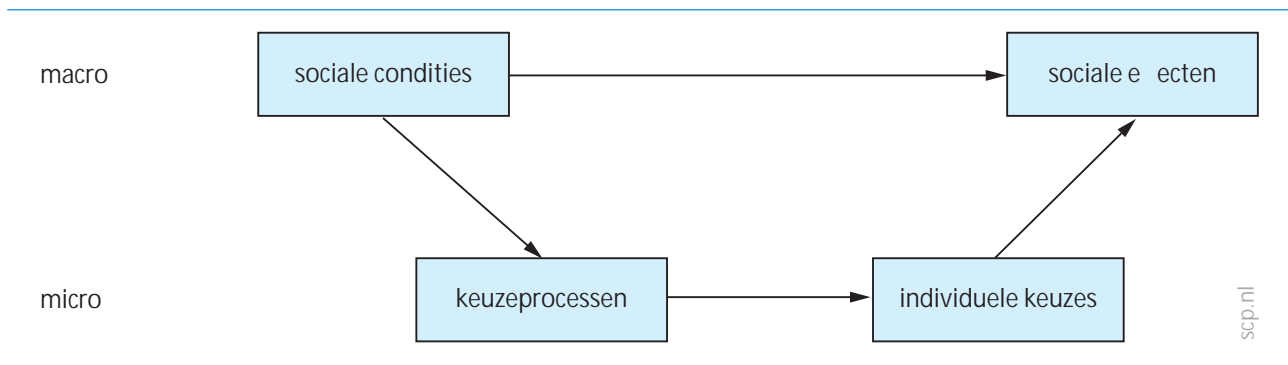 macro
sociale condities
sociale e ecten
micro
keuzeprocessen
individuele keuzes
scp.nl